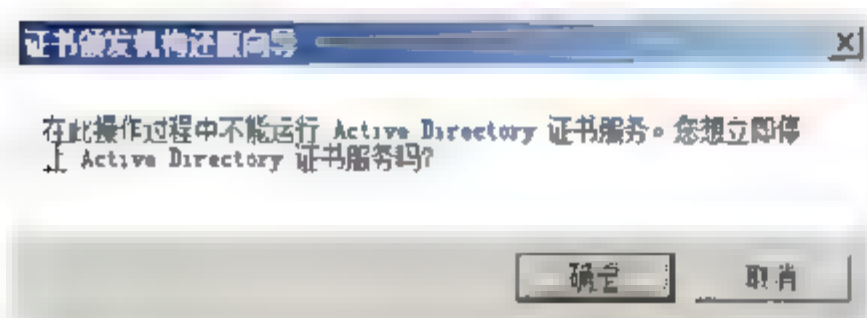 证书颁发机构还原向导
在此操作过程中不能运行 Active Directory 证书服务。您想立即停
止 Active Directory 证书服务吗?
确定
取消